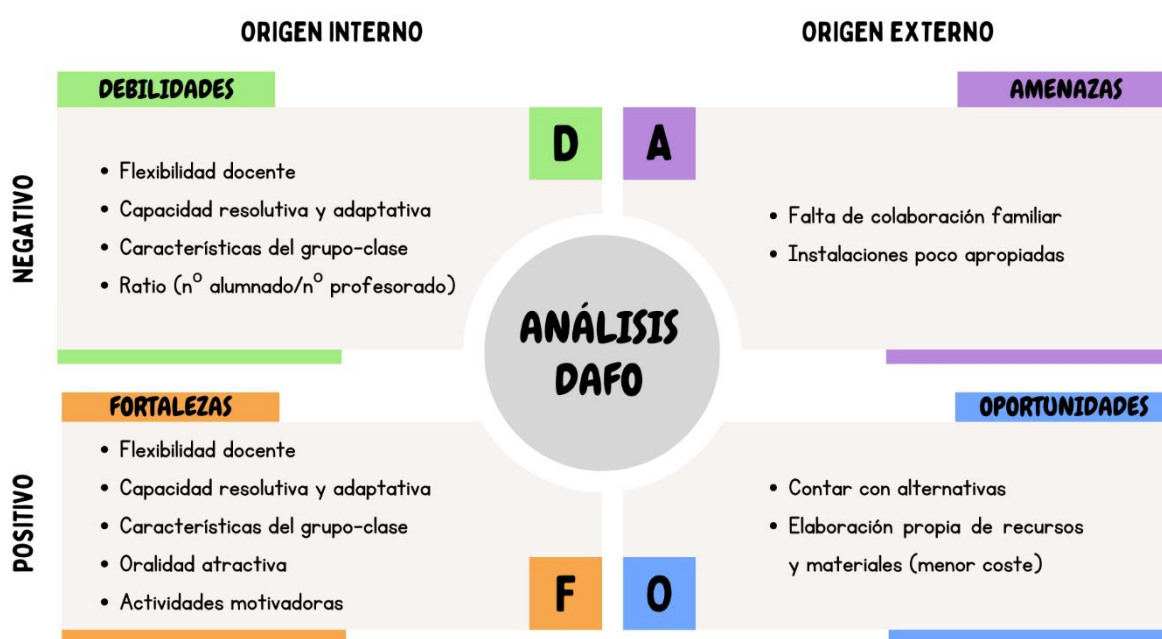 ORIGEN INTERNO
ORIGEN EXTERNO
NEGATIVO
DEBILIDADES
D
• Flexibilidad docente
• Capacidad resolutiva y adaptativa
• Características del grupo-clase
• Ratio (nº alumnado/nº profesorado)
AMENAZAS
A
• Falta de colaboración familiar
• Instalaciones poco apropiadas
ANÁLISIS
DAFO
POSITIVO
FORTALEZAS
• Flexibilidad docente
• Capacidad resolutiva y adaptativa
• Características del grupo-clase
• Oralidad atractiva
• Actividades motivadoras
F
OPORTUNIDADES
• Contar con alternativas
• Elaboración propia de recursos
y materiales (menor coste)
O